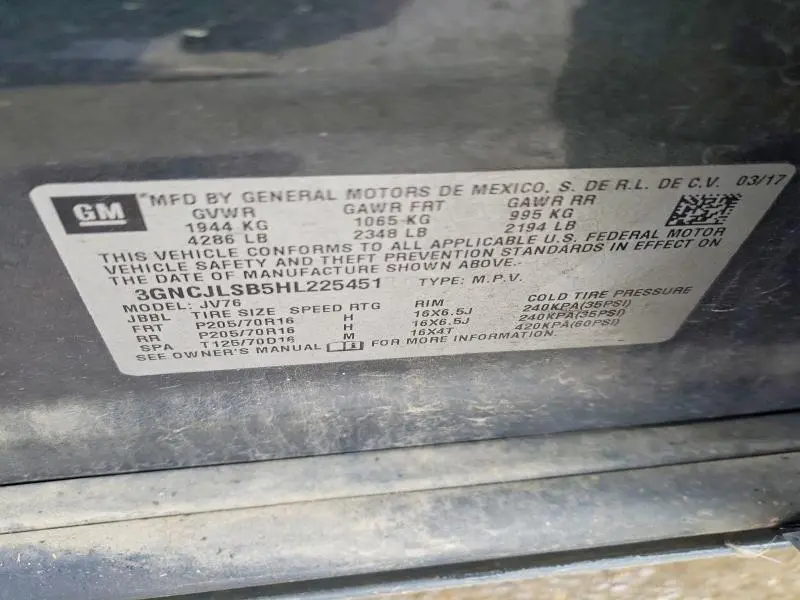 GM
MFD BY GENERAL MOTORS DE MEXICO, S. DE R.L. DE C.V. 03/17
GVWR GAWR FRT GAWR RR
1944 KG 1065 KG 995 KG
4286 LB 2348 LB 2194 LB
THIS VEHICLE CONFORMS TO ALL APPLICABLE U.S. FEDERAL MOTOR
VEHICLE SAFETY AND THEFT PREVENTION STANDARDS IN EFFECT ON
THE DATE OF MANUFACTURE SHOWN ABOVE.
3GNCJLSB5HL225451 TYPE: M.P.V.
MODEL: JV76
JBBL TIRE SIZE SPEED RTG RIM COLD TIRE PRESSURE
FRT P205/70R16 H 16X6.5J 240KPA(35PSI)
RR P205/70R16 H 16X6.5J 240KPA(35PSI)
SPA T125/70D16 M 16X4T 420KPA(60PSI)
SEE OWNER'S MANUAL FOR MORE INFORMATION.